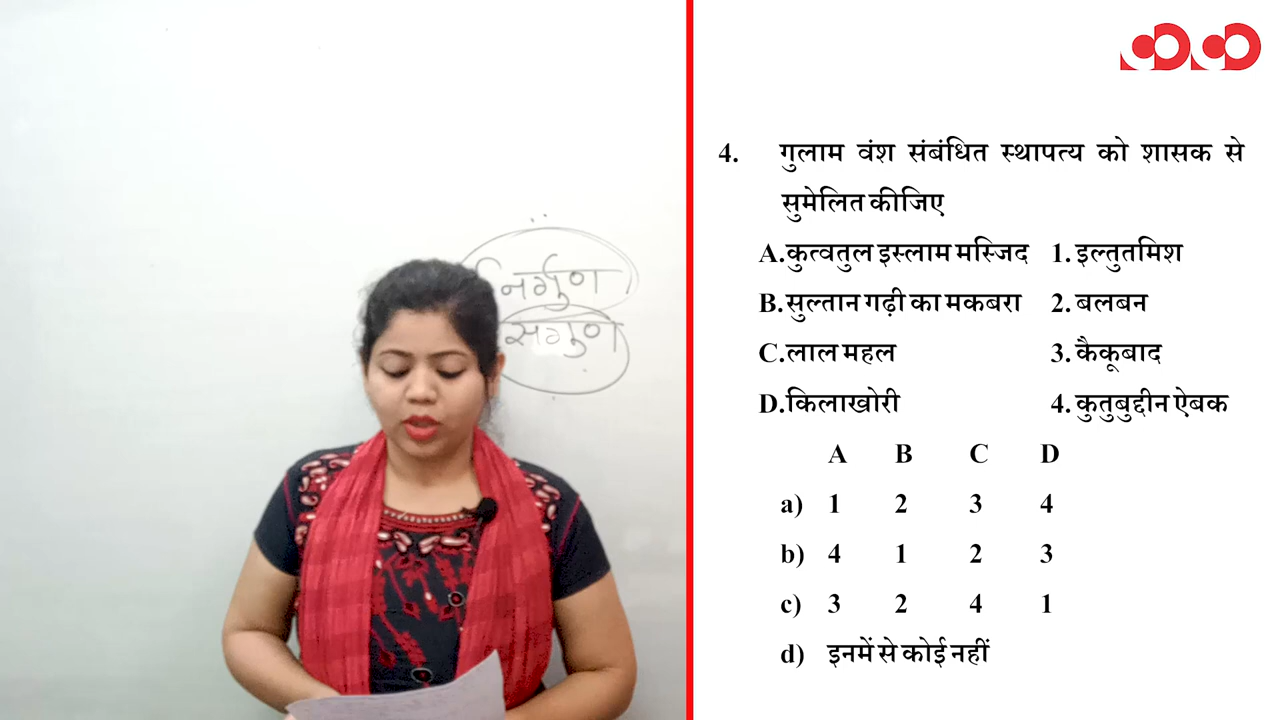 निर्गुण
सगुण
4. गुलाम वंश संबंधित स्थापत्य को शासक से
सुमेलित कीजिए
A.कुत्वतुल इस्लाम मस्जिद 1. इल्तुतमिश
B.सुल्तान गढ़ी का मकबरा 2. बलबन
C.लाल महल 3. कैकूबाद
D.किलाखोरी 4. कुतुबुद्दीन ऐबक
A B C D
a) 1 2 3 4
b) 4 1 2 3
c) 3 2 4 1
d) इनमें से कोई नहीं